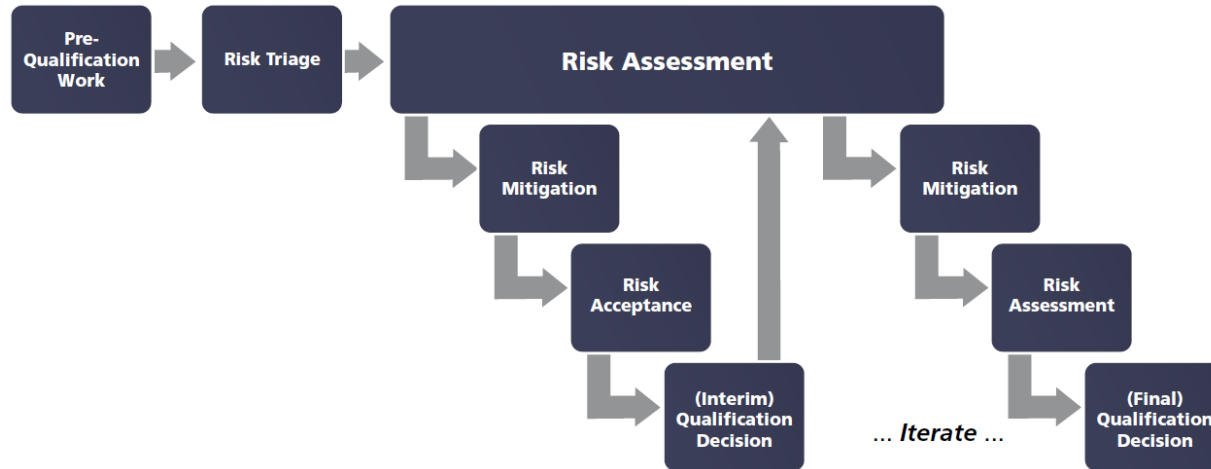 Pre-
Qualification
Work
Risk Triage
Risk Assessment
Risk
Mitigation
Risk
Acceptance
(Interim)
Qualification
Decision
... Iterate ...
Risk
Mitigation
Risk
Assessment
(Final)
Qualification
Decision